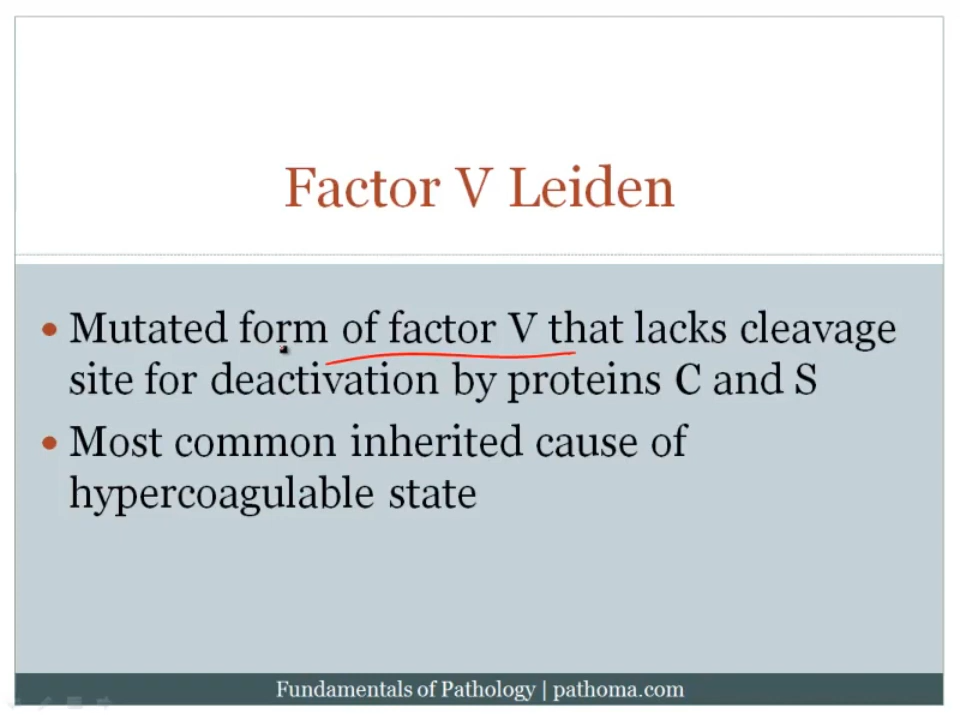 Factor V Leiden
• Mutated form of factor V that lacks cleavage
site for deactivation by proteins C and S
• Most common inherited cause of
hypercoagulable state
Fundamentals of Pathology | pathoma.com